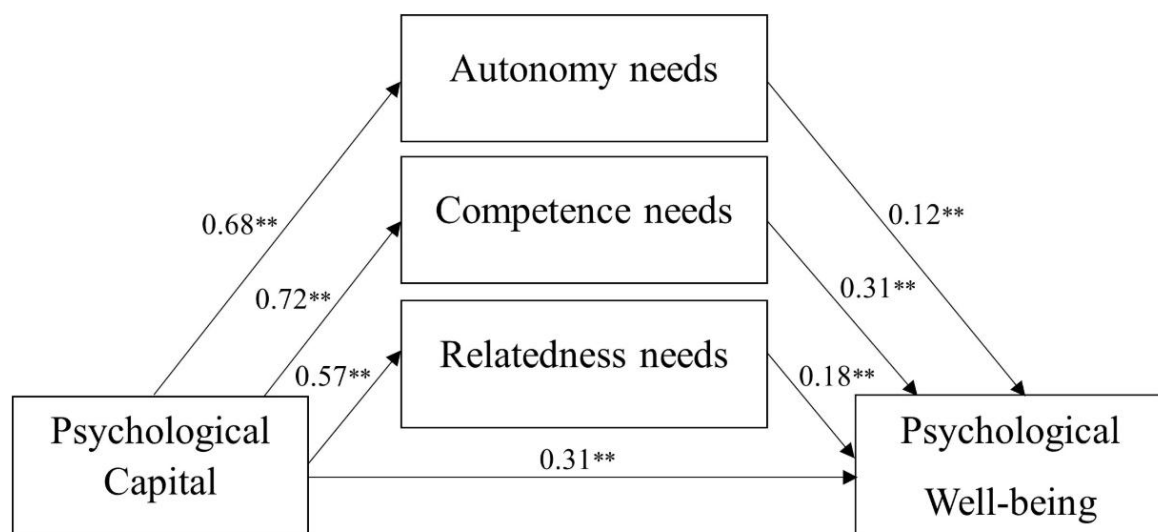 Autonomy needs
0.68**
0.12**
Competence needs
0.72**
0.31**
Relatedness needs
0.57**
0.18**
Psychological
Capital
0.31**
Psychological
Well-being